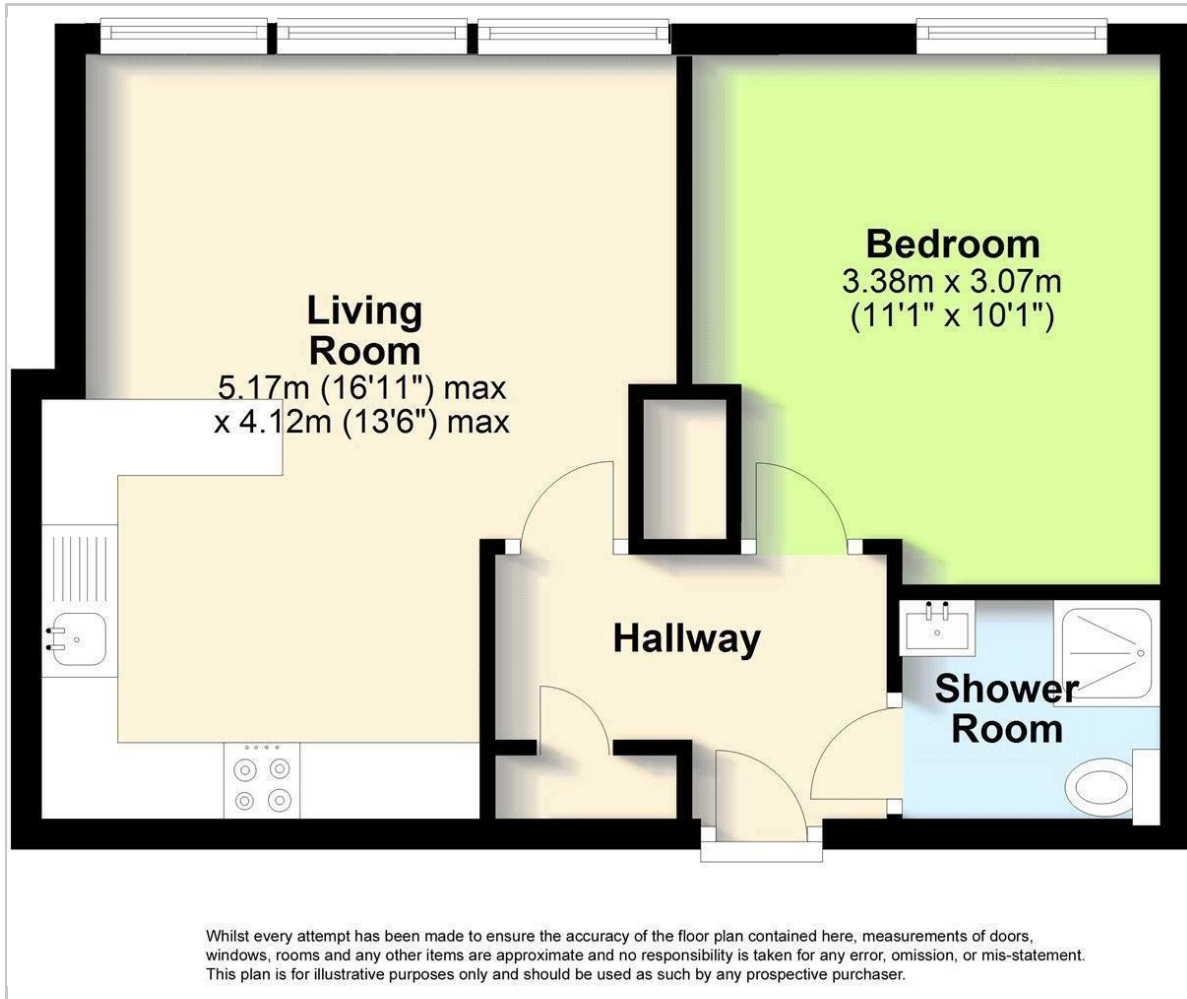 Living
Room
5.17m (16'11") max
x 4.12m (13'6") max
Bedroom
3.38m x 3.07m
(11'1" x 10'1")
Hallway
Shower
Room
Whilst every attempt has been made to ensure the accuracy of the floor plan contained here, measurements of doors,
windows, rooms and any other items are approximate and no responsibility is taken for any error, omission, or mis-statement.
This plan is for illustrative purposes only and should be used as such by any prospective purchaser.